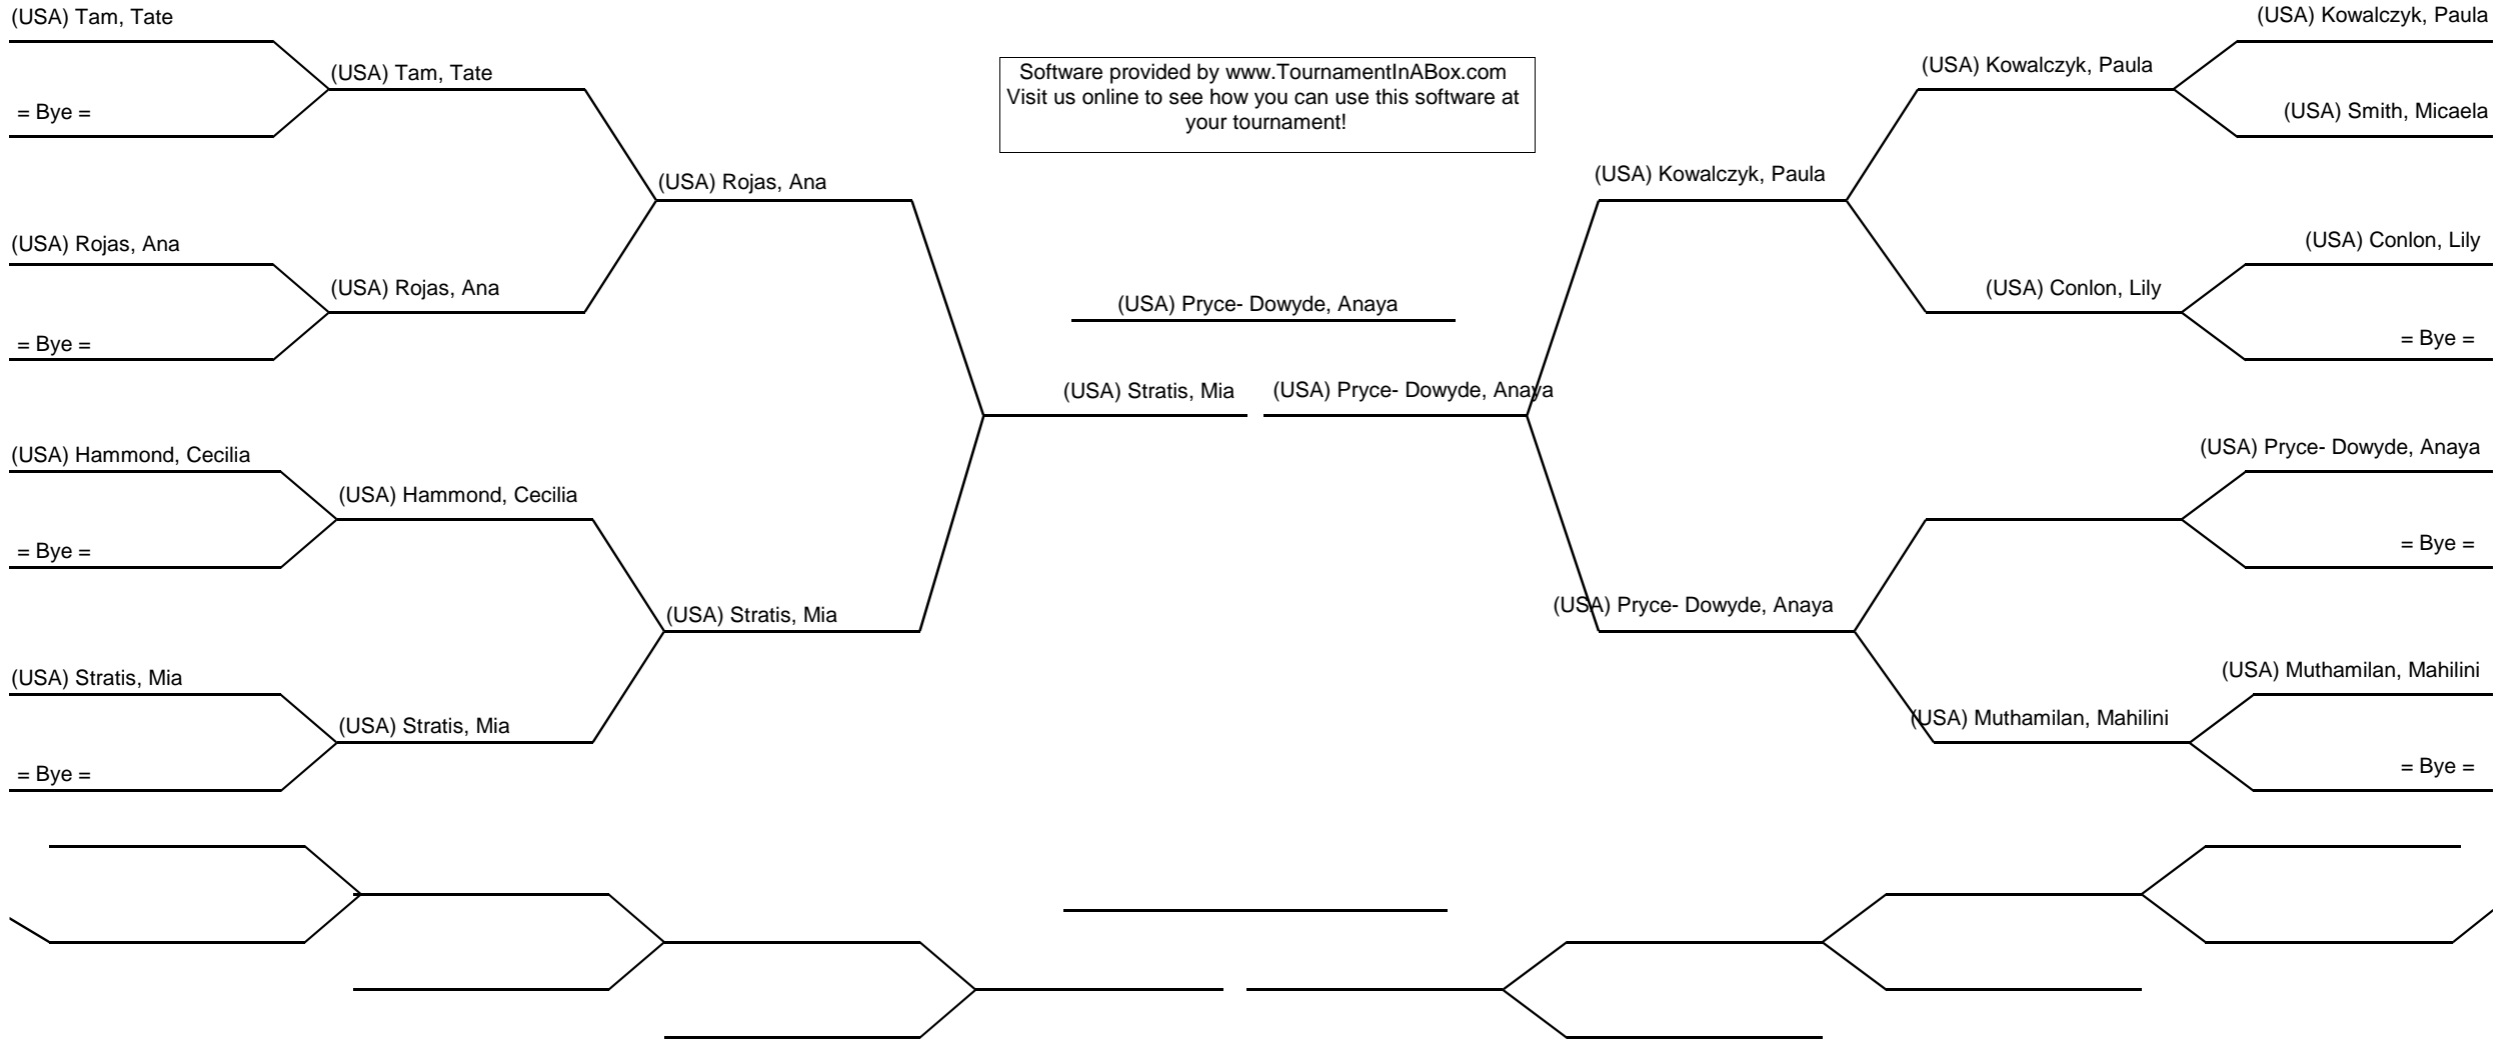 (USA) Tam, Tate
(USA) Kowalczyk, Paula
(USA) Tam, Tate
Software provided by www.TournamentInABox.com
Visit us online to see how you can use this software at
your tournament!
(USA) Kowalczyk, Paula
= Bye =
(USA) Smith, Micaela
(USA) Rojas, Ana
(USA) Kowalczyk, Paula
(USA) Rojas, Ana
(USA) Conlon, Lily
(USA) Rojas, Ana
(USA) Pryce- Dowyde, Anaya
(USA) Conlon, Lily
= Bye =
= Bye =
(USA) Stratis, Mia
(USA) Pryce- Dowyde, Anaya
(USA) Hammond, Cecilia
(USA) Pryce- Dowyde, Anaya
(USA) Hammond, Cecilia
= Bye =
= Bye =
(USA) Stratis, Mia
(USA) Pryce- Dowyde, Anaya
(USA) Stratis, Mia
(USA) Muthamilan, Mahilini
(USA) Stratis, Mia
(USA) Muthamilan, Mahilini
= Bye =
= Bye =